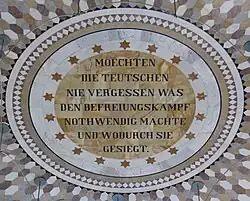 MOECHTEN
DIE TEUTSCHEN
NIE VERGESSEN WAS
DEN BEFREIUNGSKAMPF
NOTHWENDIG MACHTE
UND WODURCH SIE
GESIEGT.